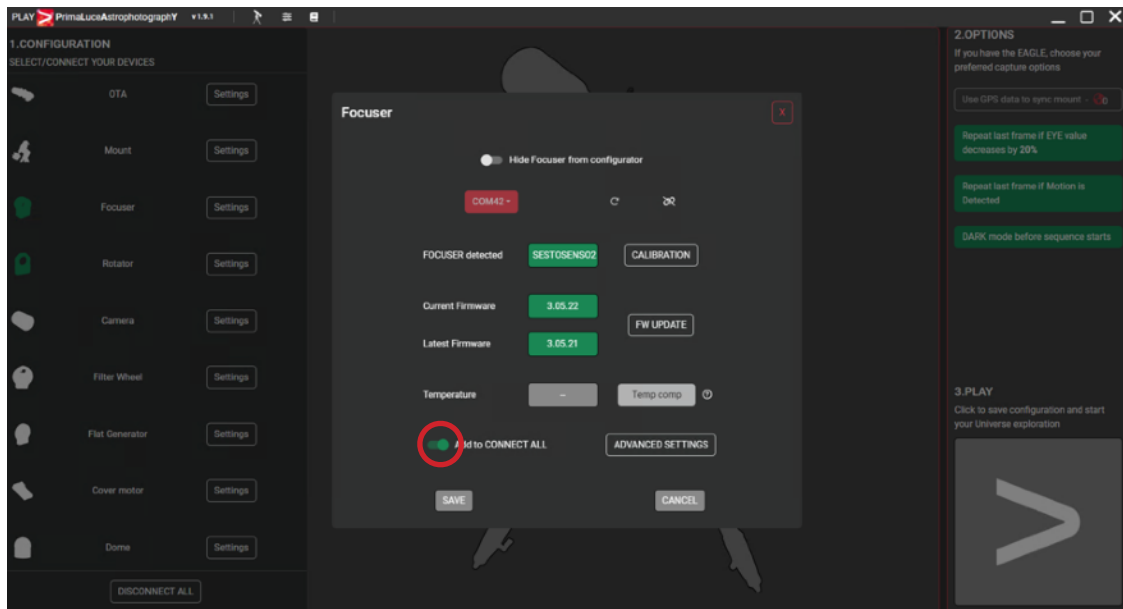 PLAY PrimaLuceAstrophotographY v1.9.1
1.CONFIGURATION
SELECT/CONNECT YOUR DEVICES
OTA Settings
Mount Settings
Focuser Settings
Rotator Settings
Camera Settings
Filter Wheel Settings
Flat Generator Settings
Cover motor Settings
Dome Settings
DISCONNECT ALL
Focuser X
Hide Focuser from configurator
COM42
FOCUSER detected SESTOSENSO2 CALIBRATION
Current Firmware 3.05.22
FW UPDATE
Latest Firmware 3.05.21
Temperature -- Temp comp ?
Add to CONNECT ALL ADVANCED SETTINGS
SAVE CANCEL
2.OPTIONS
If you have the EAGLE, choose your
preferred capture options
Use GPS data to sync mount -
Repeat last frame if EYE value
decreases by 20%
Repeat last frame if Motion is
Detected
DARK mode before sequence starts
3.PLAY
Click to save configuration and start
your Universe exploration